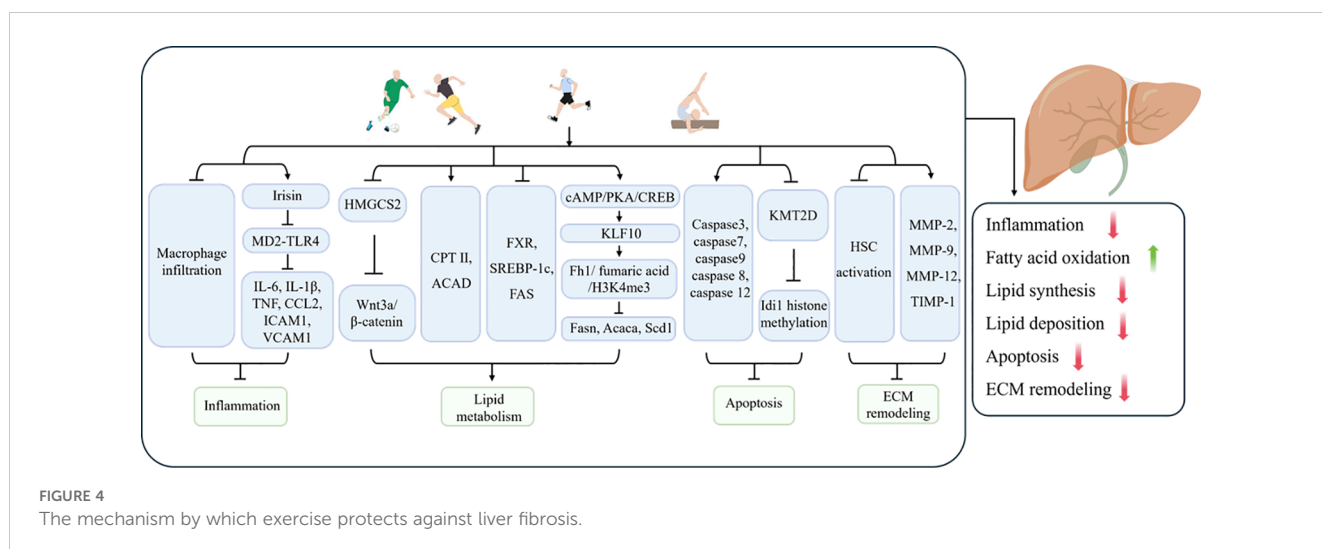 Macrophage
infiltration
Irisin
MD2-TLR4
IL-6, IL-1β,
TNF, CCL2,
ICAM1,
VCAM1
Inflammation
HMGCS2
Wnt3a/
β-catenin
CPT II,
ACAD
FXR,
SREBP-1c,
FAS
cAMP/PKA/CREB
KLF10
Fh1/ fumaric acid
/H3K4me3
Fasn, Acaca, Scd1
Lipid
metabolism
Caspase3,
caspase7,
caspase9
caspase 8,
caspase 12
KMT2D
Idi1 histone
methylation
Apoptosis
HSC
activation
MMP-2,
MMP-9,
MMP-12,
TIMP-1
ECM
remodeling
Inflammation
Fatty acid oxidation
Lipid synthesis
Lipid deposition
Apoptosis
ECM remodeling
FIGURE 4
The mechanism by which exercise protects against liver fibrosis.